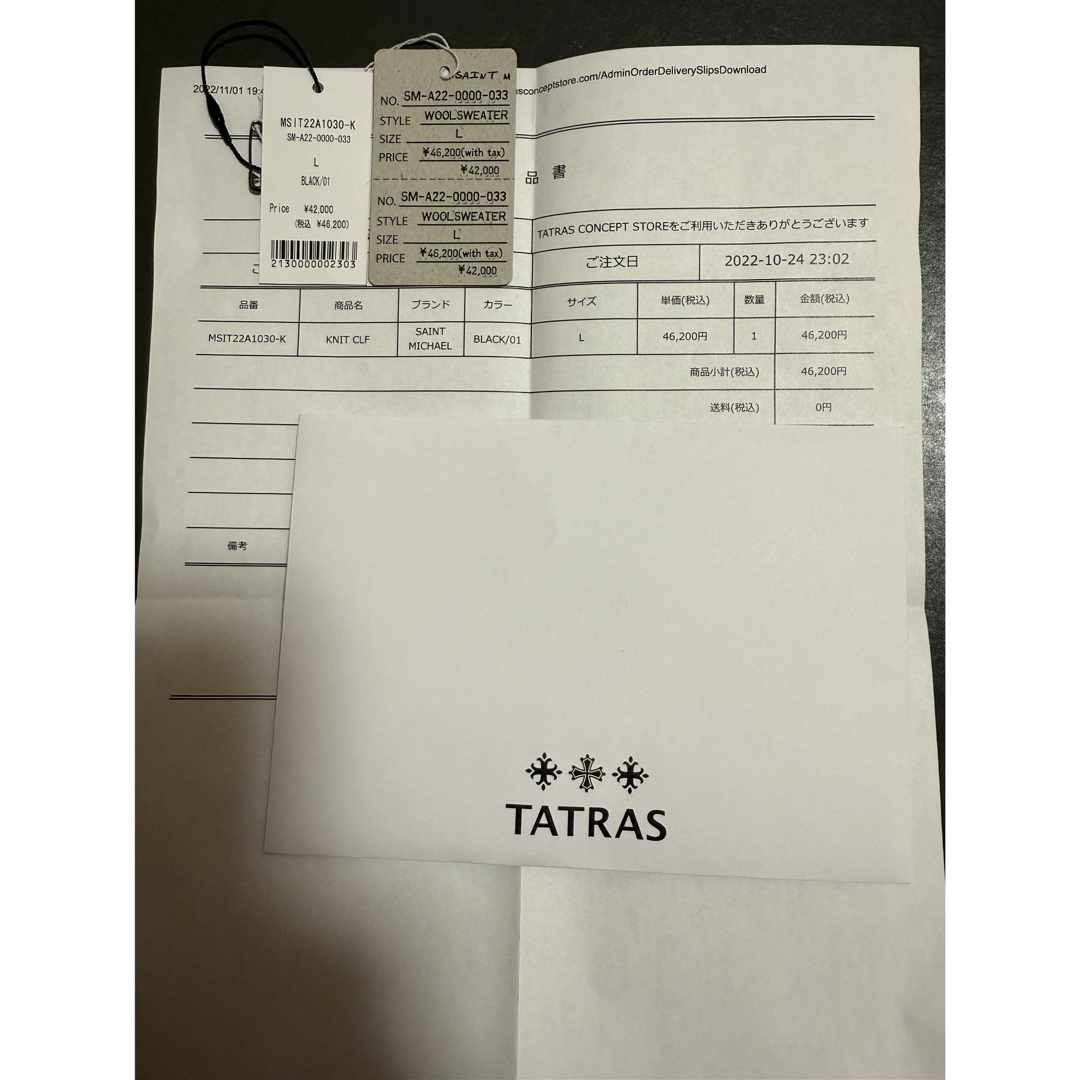 2022/11/01 19:4
sconceptstore.com/AdminOrderDeliverySlipsDownload
MSIT22A1030-K
SM-A22-0000-033
L
BLACK/01
Price ¥42,000
(税込 ¥46,200)
2130000002303
SAINT M
NO. SM-A22-0000-033
STYLE WOOLSWEATER
SIZE L
PRICE ¥46,200(with tax)
¥42,000
NO. SM-A22-0000-033
STYLE WOOLSWEATER
SIZE L
PRICE ¥46,200(with tax)
¥42,000
品 書
TATRAS CONCEPT STOREをご利用いただきありがとうございます
ご注文日 2022-10-24 23:02
品番 商品名 ブランド カラー サイズ 単価(税込) 数量 金額(税込)
MSIT22A1030-K KNIT CLF SAINT MICHAEL BLACK/01 L 46,200円 1 46,200円
商品小計(税込) 46,200円
送料(税込) 0円
備考
TATRAS